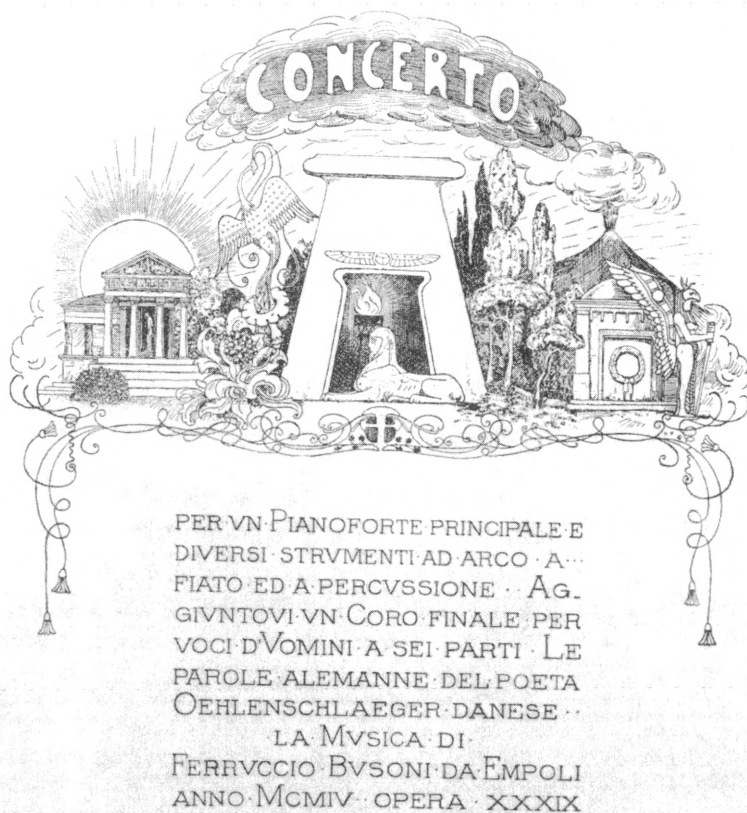 CONCERTO
PER·VN·PIANOFORTE·PRINCIPALE·E
DIVERSI·STRVMENTI·AD·ARCO·A···
FIATO·ED·A·PERCVSSIONE··AG-
GIVNTOVI·VN·CORO·FINALE·PER
VOCI·D'VOMINI·A·SEI·PARTI·LE
PAROLE·ALEMANNE·DEL·POETA
OEHLENSCHLAEGER·DANESE··
LA·MVSICA·DI·
FERRVCCIO·BVSONI·DA·EMPOLI
ANNO·MCMIV··OPERA·XXXIX